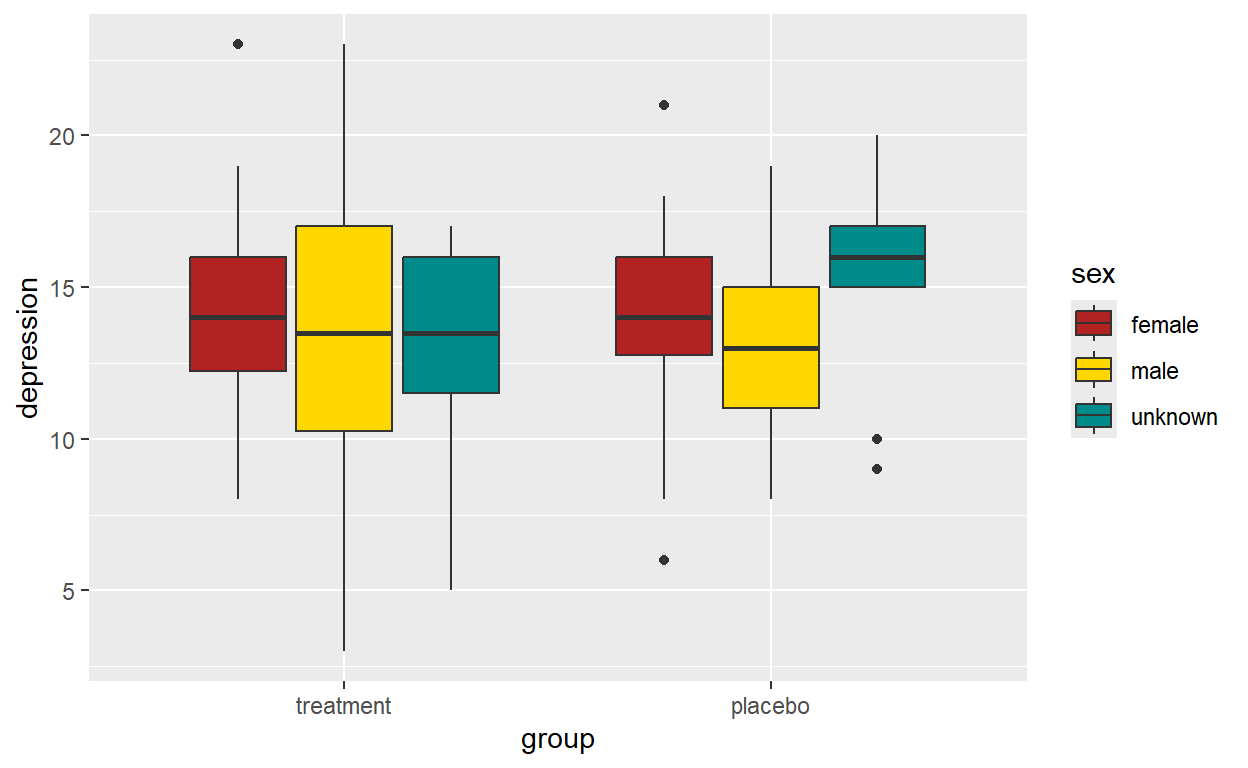 20
15
10
5
depression
treatment
placebo
group
sex
female
male
unknown